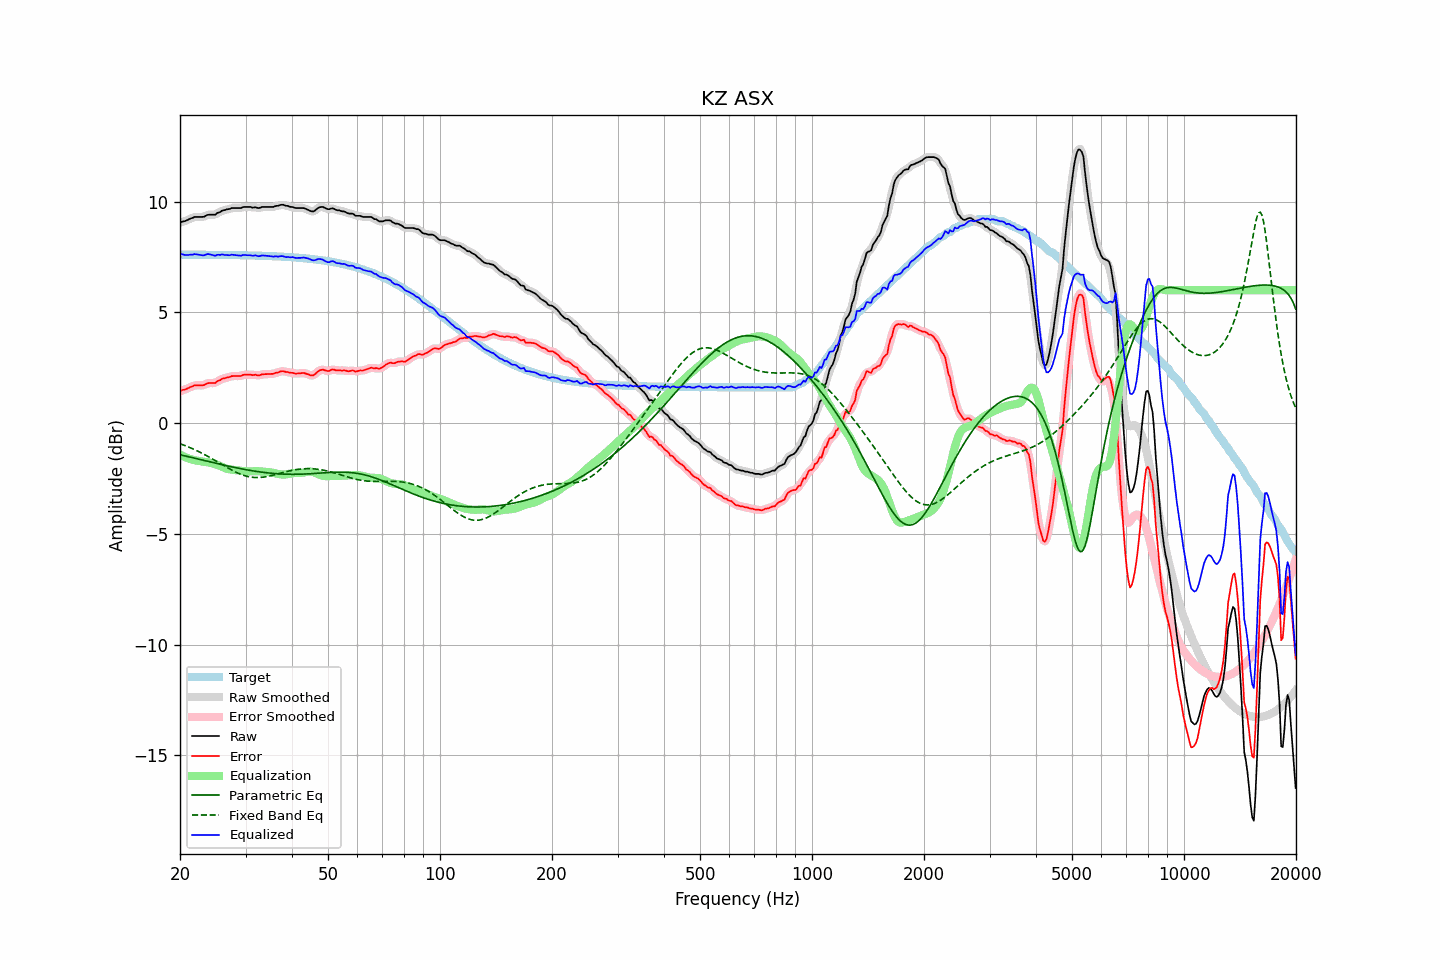 KZ ASX
Amplitude (dBr)
10
5
0
−5
−10
−15
Target
Raw Smoothed
Error Smoothed
Raw
Error
Equalization
Parametric Eq
Fixed Band Eq
Equalized
20 50 100 200 500 1000 2000 5000 10000 20000
Frequency (Hz)